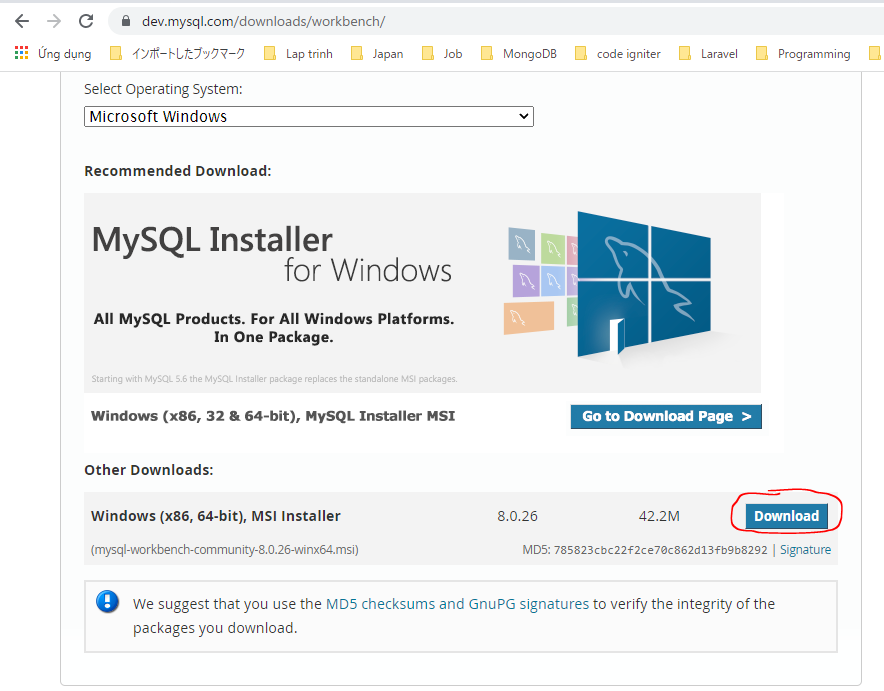 dev.mysql.com/downloads/workbench/
Ứng dụng インポートしたブックマーク Lap trinh Japan Job MongoDB code igniter Laravel Programming
Select Operating System:
Microsoft Windows
Recommended Download:
MySQL Installer
for Windows
All MySQL Products. For All Windows Platforms.
In One Package.
Starting with MySQL 5.6 the MySQL Installer package replaces the standalone MSI packages.
Windows (x86, 32 & 64-bit), MySQL Installer MSI Go to Download Page >
Other Downloads:
Windows (x86, 64-bit), MSI Installer 8.0.26 42.2M Download
(mysql-workbench-community-8.0.26-winx64.msi) MD5: 785823cbc22f2ce70c862d13fb9b8292 | Signature
We suggest that you use the MD5 checksums and GnuPG signatures to verify the integrity of the
packages you download.